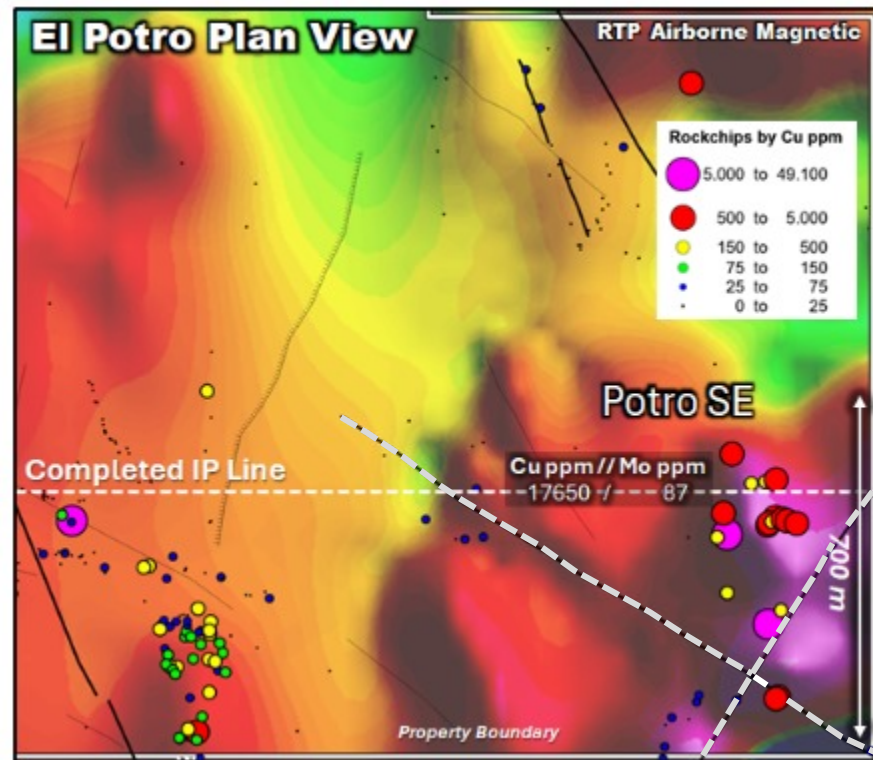 El Potro Plan View
RTP Airborne Magnetic
Rockchips by Cu ppm
5.000 to 49.100
500 to 5.000
150 to 500
75 to 150
25 to 75
0 to 25
Potro SE
Completed IP Line
Cu ppm // Mo ppm
17650 / 87
700 m
Property Boundary